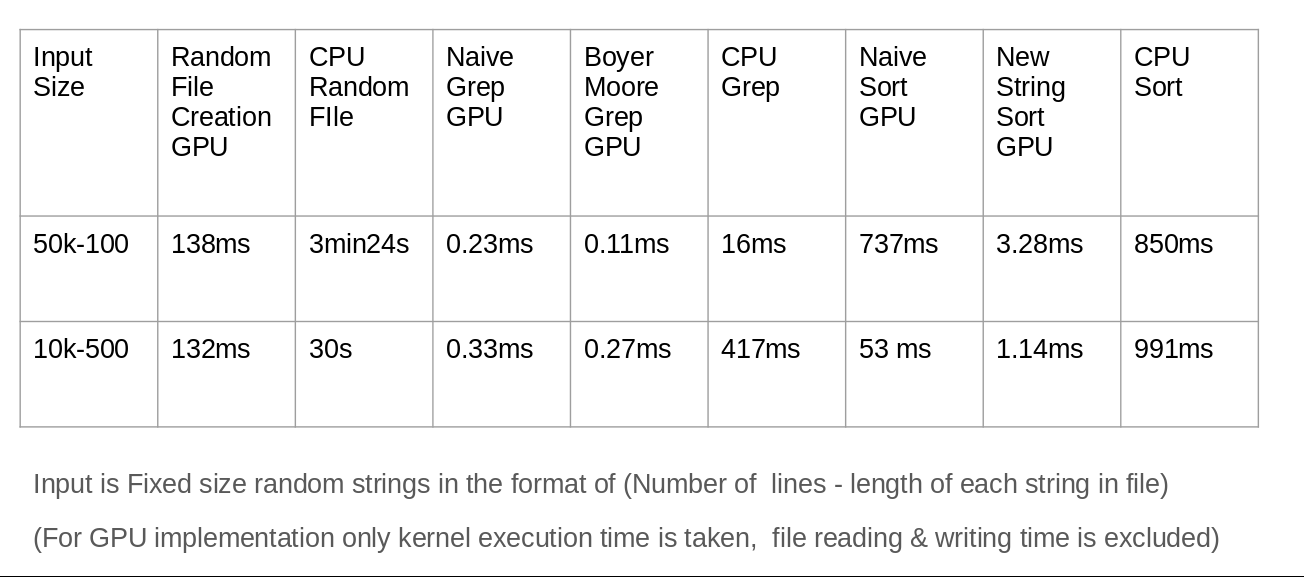 Input Size | Random File Creation GPU | CPU Random FIle | Naive Grep GPU | Boyer Moore Grep GPU | CPU Grep | Naive Sort GPU | New String Sort GPU | CPU Sort
50k-100 | 138ms | 3min24s | 0.23ms | 0.11ms | 16ms | 737ms | 3.28ms | 850ms
10k-500 | 132ms | 30s | 0.33ms | 0.27ms | 417ms | 53 ms | 1.14ms | 991ms
Input is Fixed size random strings in the format of (Number of  lines - length of each string in file)
(For GPU implementation only kernel execution time is taken,  file reading & writing time is excluded)